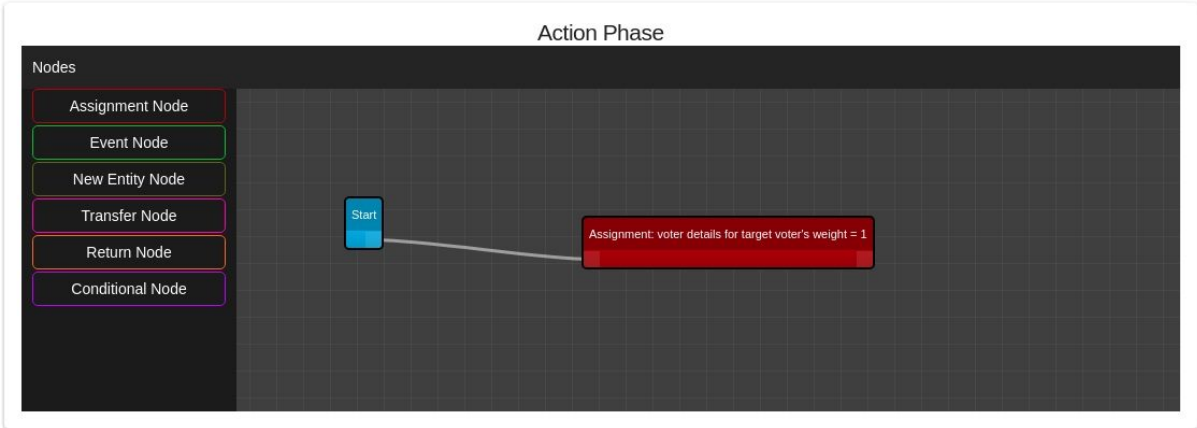 Action Phase
Nodes
Assignment Node
Event Node
New Entity Node
Transfer Node
Return Node
Conditional Node
Start
Assignment: voter details for target voter's weight = 1